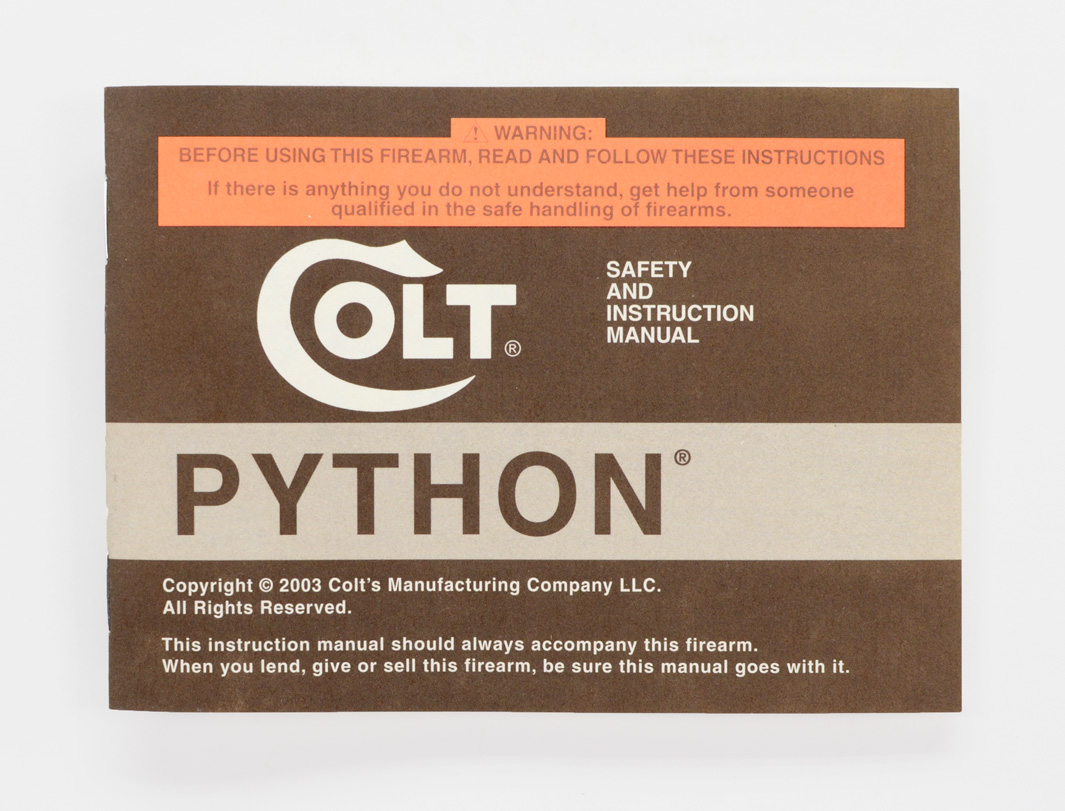 ⚠ WARNING:
BEFORE USING THIS FIREARM, READ AND FOLLOW THESE INSTRUCTIONS
If there is anything you do not understand, get help from someone
qualified in the safe handling of firearms.
COLT®
SAFETY
AND
INSTRUCTION
MANUAL
PYTHON®
Copyright © 2003 Colt's Manufacturing Company LLC.
All Rights Reserved.
This instruction manual should always accompany this firearm.
When you lend, give or sell this firearm, be sure this manual goes with it.